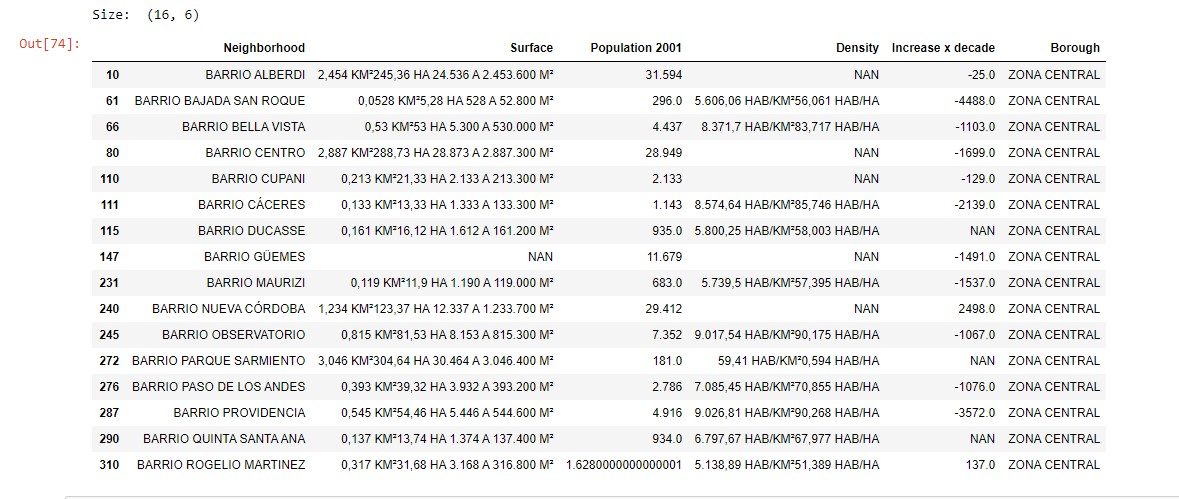 Size: (16, 6)
Out[74]:
Neighborhood Surface Population 2001 Density Increase x decade Borough
10 BARRIO ALBERDI 2,454 KM²245,36 HA 24.536 A 2.453.600 M² 31.594 NAN -25.0 ZONA CENTRAL
61 BARRIO BAJADA SAN ROQUE 0,0528 KM²5,28 HA 528 A 52.800 M² 296.0 5.606,06 HAB/KM²56,061 HAB/HA -4488.0 ZONA CENTRAL
66 BARRIO BELLA VISTA 0,53 KM²53 HA 5.300 A 530.000 M² 4.437 8.371,7 HAB/KM²83,717 HAB/HA -1103.0 ZONA CENTRAL
80 BARRIO CENTRO 2,887 KM²288,73 HA 28.873 A 2.887.300 M² 28.949 NAN -1699.0 ZONA CENTRAL
110 BARRIO CUPANI 0,213 KM²21,33 HA 2.133 A 213.300 M² 2.133 NAN -129.0 ZONA CENTRAL
111 BARRIO CÁCERES 0,133 KM²13,33 HA 1.333 A 133.300 M² 1.143 8.574,64 HAB/KM²85,746 HAB/HA -2139.0 ZONA CENTRAL
115 BARRIO DUCASSE 0,161 KM²16,12 HA 1.612 A 161.200 M² 935.0 5.800,25 HAB/KM²58,003 HAB/HA NAN ZONA CENTRAL
147 BARRIO GÜEMES NAN 11.679 NAN -1491.0 ZONA CENTRAL
231 BARRIO MAURIZI 0,119 KM²11,9 HA 1.190 A 119.000 M² 683.0 5.739,5 HAB/KM²57,395 HAB/HA -1537.0 ZONA CENTRAL
240 BARRIO NUEVA CÓRDOBA 1,234 KM²123,37 HA 12.337 A 1.233.700 M² 29.412 NAN 2498.0 ZONA CENTRAL
245 BARRIO OBSERVATORIO 0,815 KM²81,53 HA 8.153 A 815.300 M² 7.352 9.017,54 HAB/KM²90,175 HAB/HA -1067.0 ZONA CENTRAL
272 BARRIO PARQUE SARMIENTO 3,046 KM²304,64 HA 30.464 A 3.046.400 M² 181.0 59,41 HAB/KM²0,594 HAB/HA NAN ZONA CENTRAL
276 BARRIO PASO DE LOS ANDES 0,393 KM²39,32 HA 3.932 A 393.200 M² 2.786 7.085,45 HAB/KM²70,855 HAB/HA -1076.0 ZONA CENTRAL
287 BARRIO PROVIDENCIA 0,545 KM²54,46 HA 5.446 A 544.600 M² 4.916 9.026,81 HAB/KM²90,268 HAB/HA -3572.0 ZONA CENTRAL
290 BARRIO QUINTA SANTA ANA 0,137 KM²13,74 HA 1.374 A 137.400 M² 934.0 6.797,67 HAB/KM²67,977 HAB/HA NAN ZONA CENTRAL
310 BARRIO ROGELIO MARTINEZ 0,317 KM²31,68 HA 3.168 A 316.800 M² 1.6280000000000001 5.138,89 HAB/KM²51,389 HAB/HA 137.0 ZONA CENTRAL